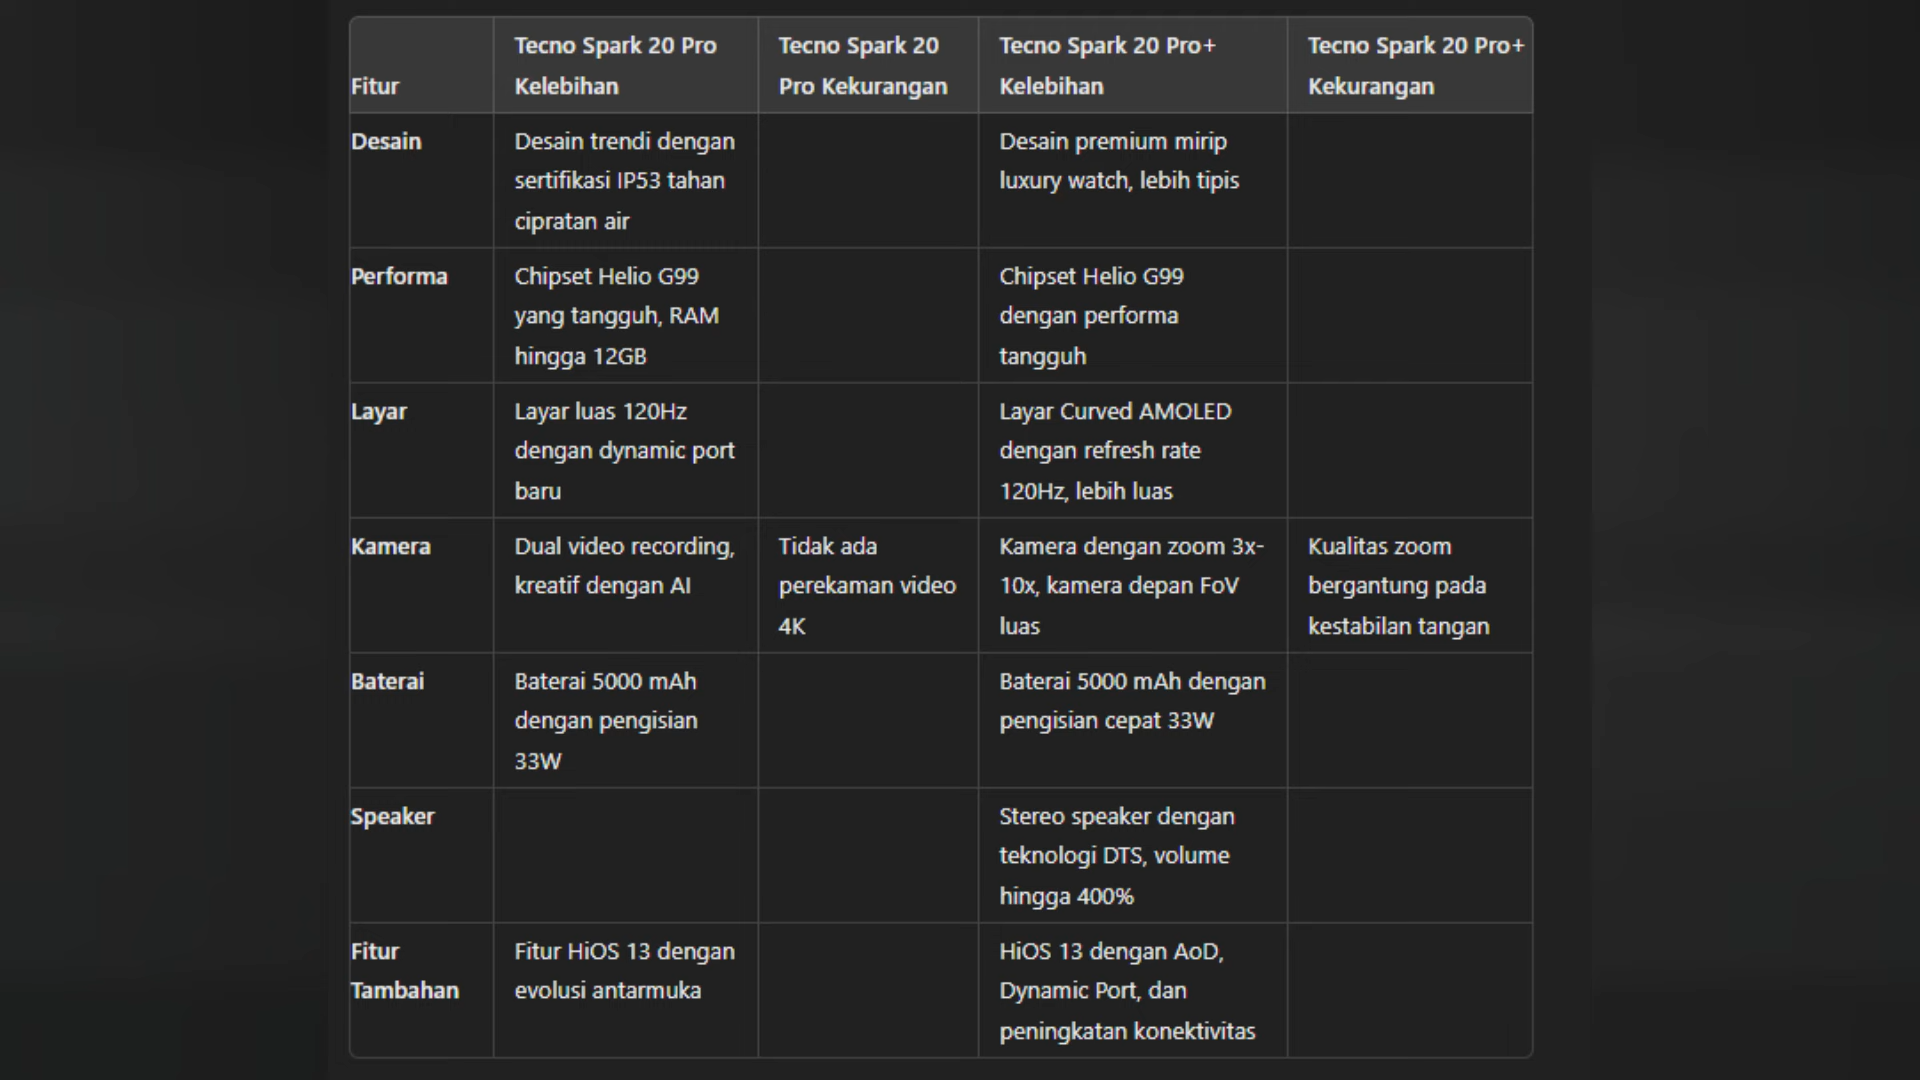 Fitur
Tecno Spark 20 Pro
Kelebihan
Tecno Spark 20
Pro Kekurangan
Tecno Spark 20 Pro+
Kelebihan
Tecno Spark 20 Pro+
Kekurangan
Desain
Desain trendi dengan
sertifikasi IP53 tahan
cipratan air
Desain premium mirip
luxury watch, lebih tipis
Performa
Chipset Helio G99
yang tangguh, RAM
hingga 12GB
Chipset Helio G99
dengan performa
tangguh
Layar
Layar luas 120Hz
dengan dynamic port
baru
Layar Curved AMOLED
dengan refresh rate
120Hz, lebih luas
Kamera
Dual video recording,
kreatif dengan AI
Tidak ada
perekaman video
4K
Kamera dengan zoom 3x-
10x, kamera depan FoV
luas
Kualitas zoom
bergantung pada
kestabilan tangan
Baterai
Baterai 5000 mAh
dengan pengisian
33W
Baterai 5000 mAh dengan
pengisian cepat 33W
Speaker
Stereo speaker dengan
teknologi DTS, volume
hingga 400%
Fitur
Tambahan
Fitur HiOS 13 dengan
evolusi antarmuka
HiOS 13 dengan AoD,
Dynamic Port, dan
peningkatan konektivitas